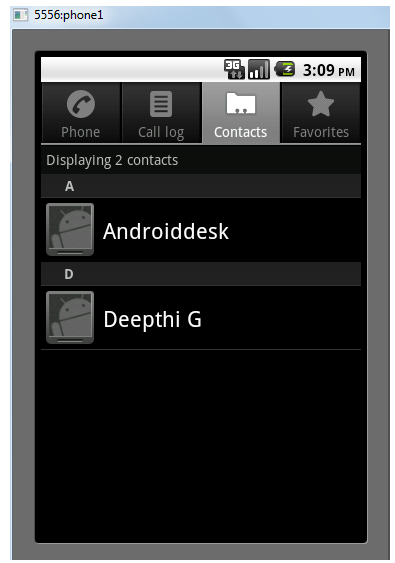 5556:phone1
3G 3:09 PM
Phone Call log Contacts Favorites
Displaying 2 contacts
A
Androiddesk
D
Deepthi G